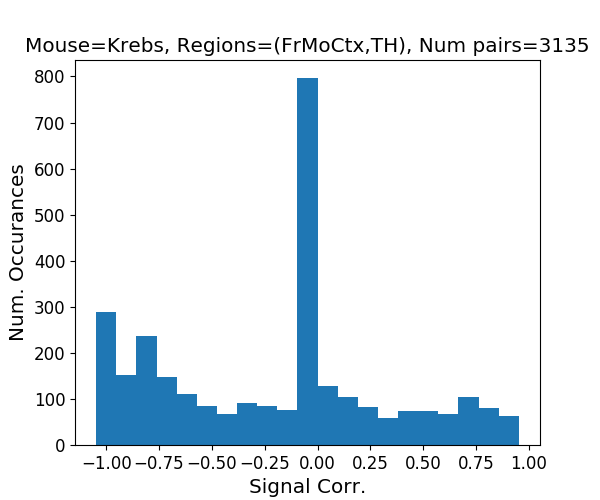 Mouse=Krebs, Regions=(FrMoCtx,TH), Num pairs=3135
800
700
600
500
400
300
200
100
0
Num. Occurances
−1.00 −0.75 −0.50 −0.25 0.00 0.25 0.50 0.75 1.00
Signal Corr.